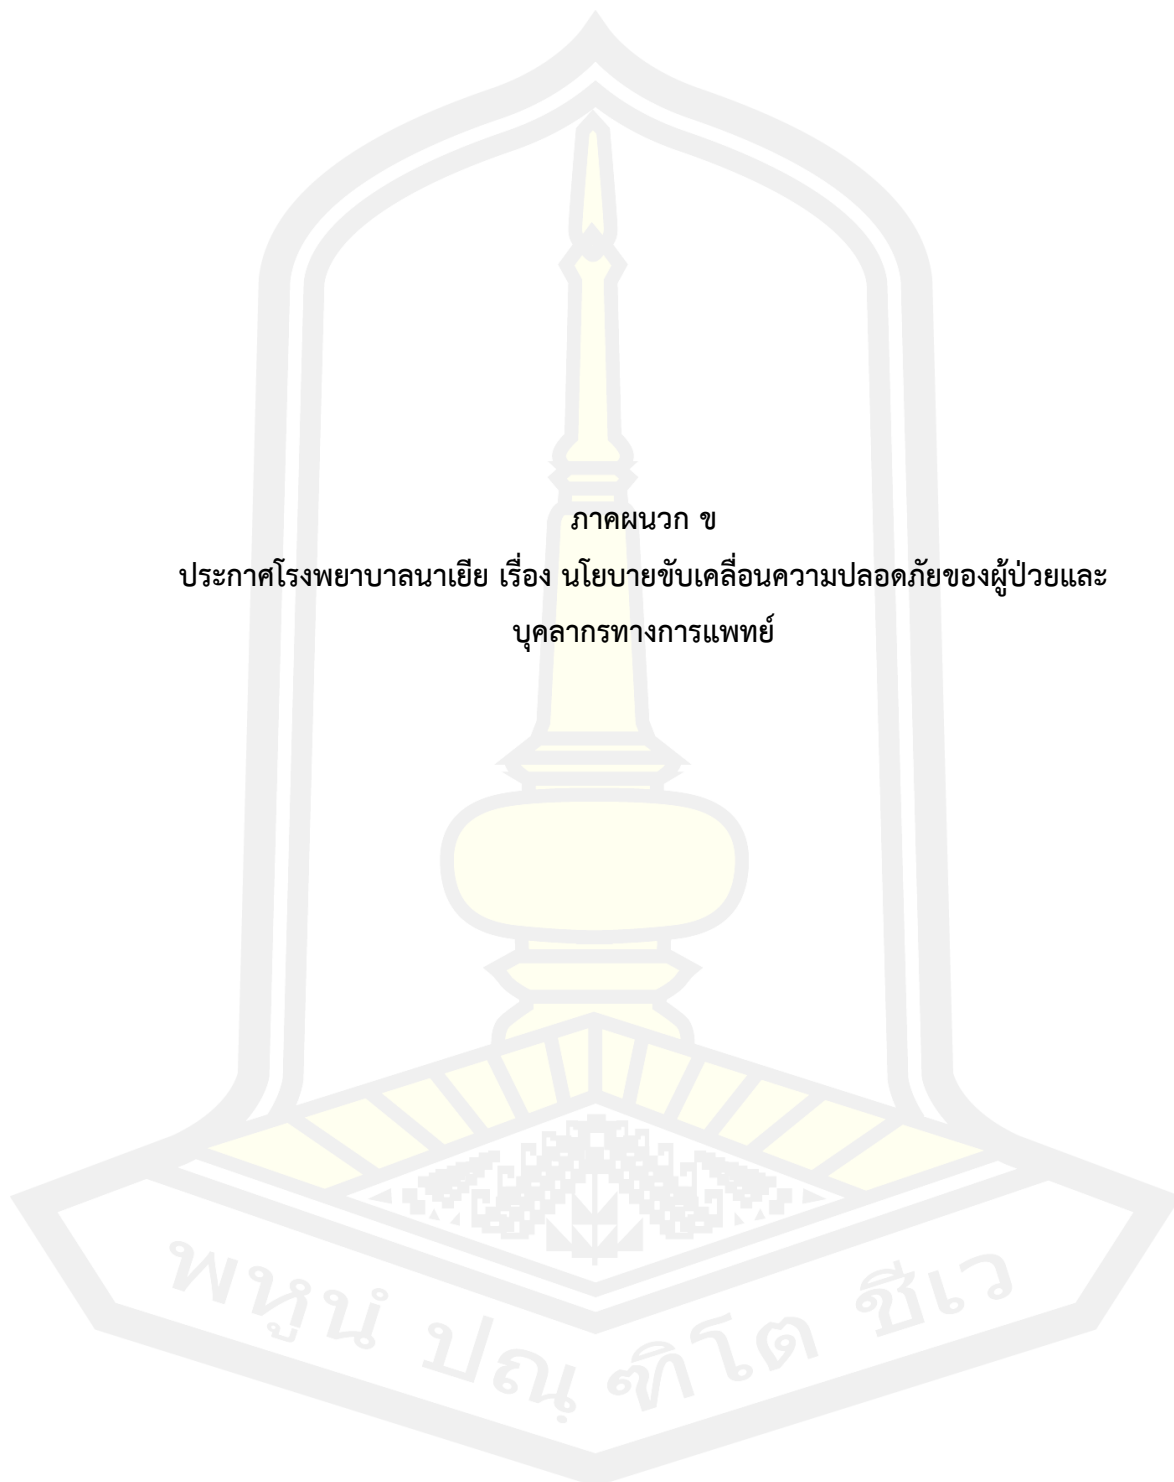 ภาคผนวก ข
ประกาศโรงพยาบาลนาเยีย เรื่อง นโยบายขับเคลื่อนความปลอดภัยของผู้ป่วยและ
บุคลากรทางการแพทย์
พหูนํ ปณฺ ฑิโต ชีเว